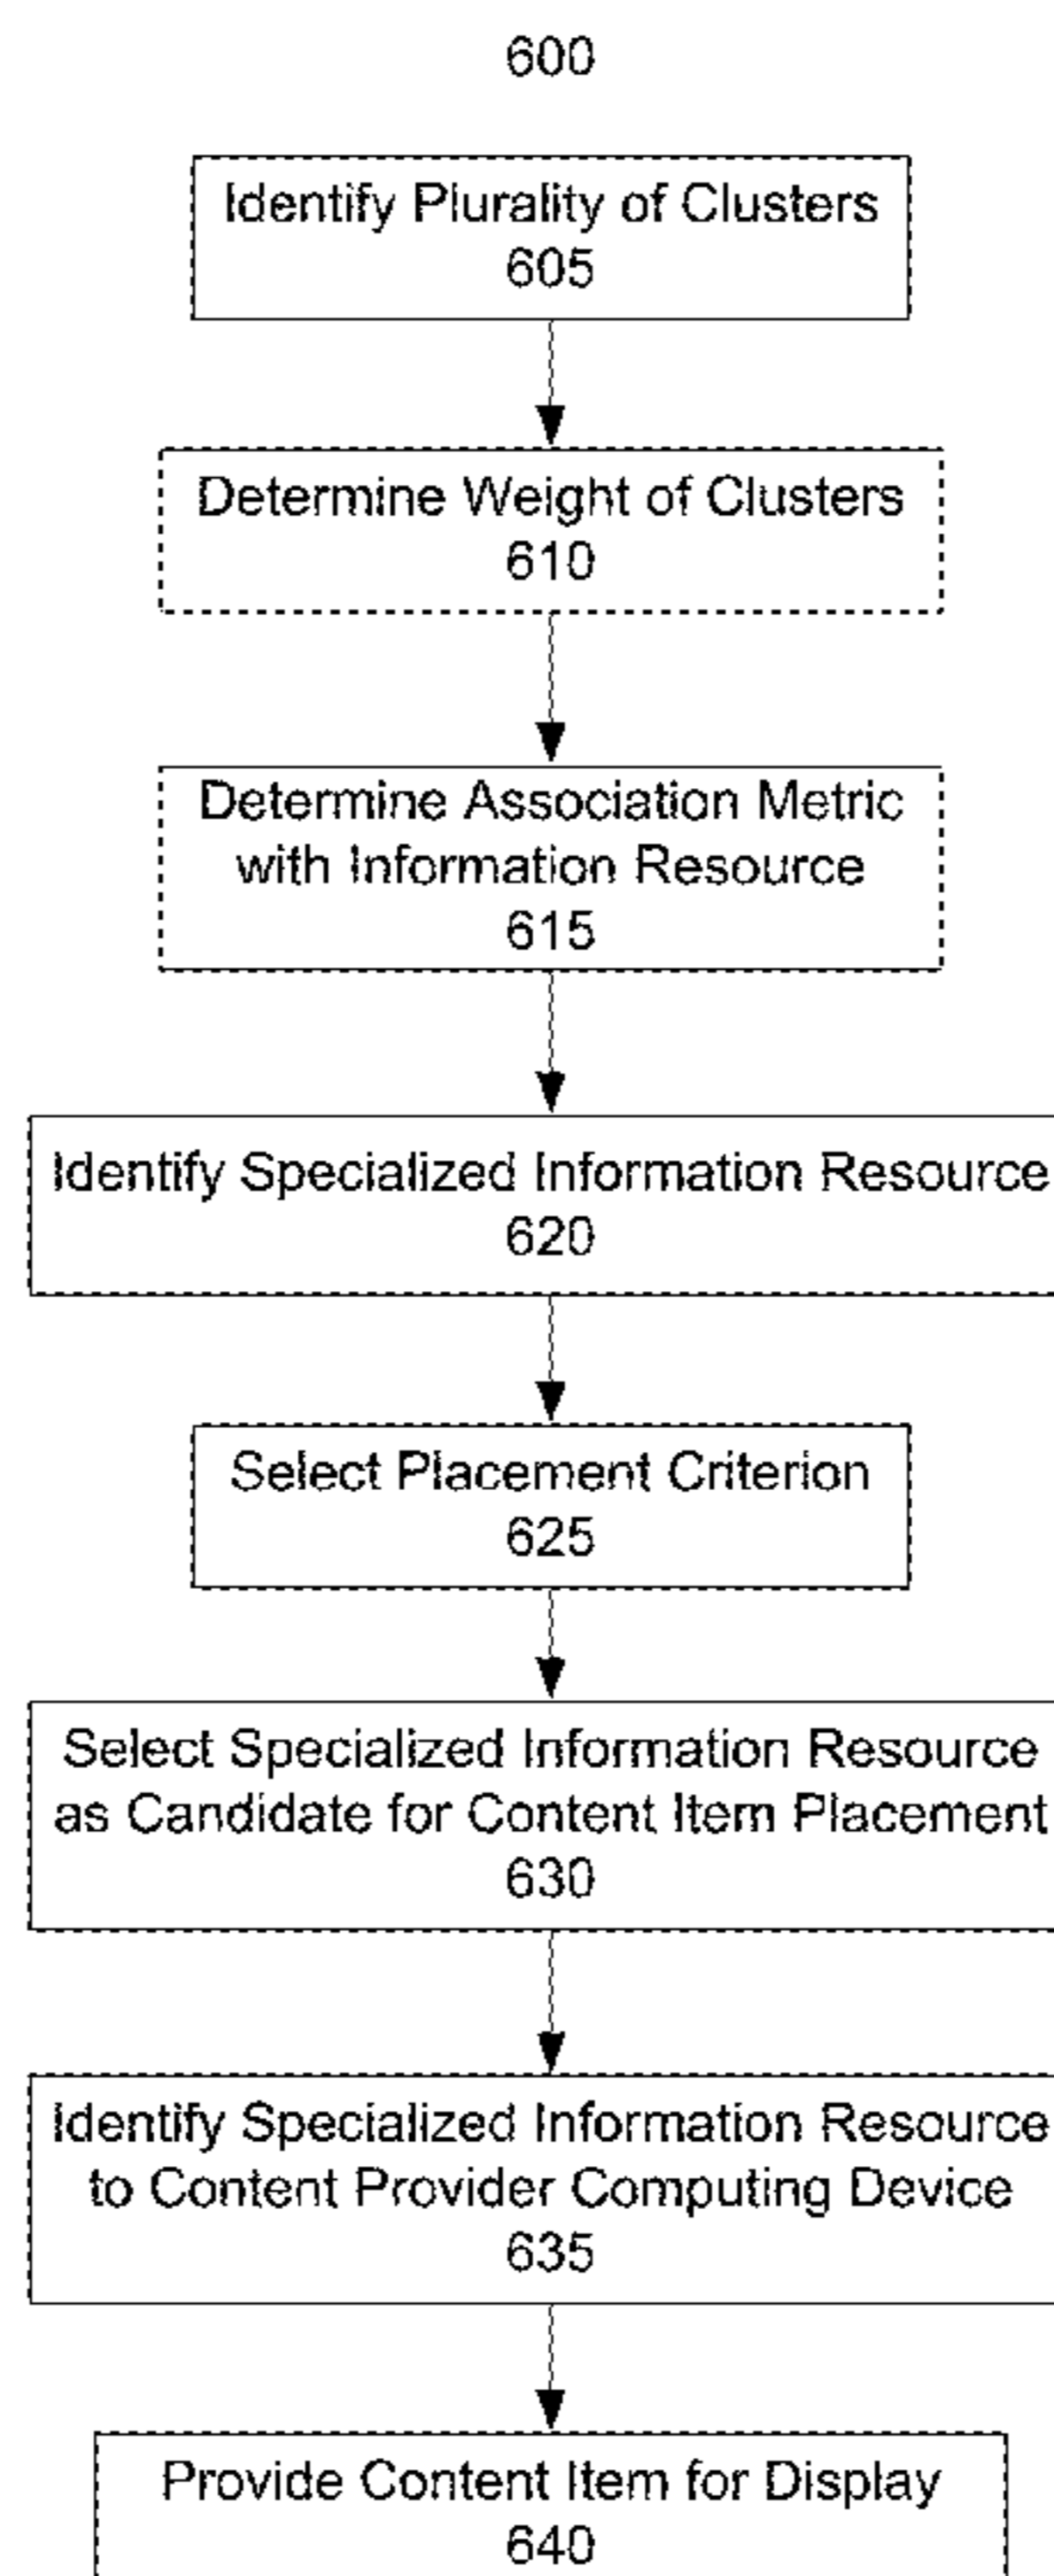 600
Identify Plurality of Clusters
605
Determine Weight of Clusters
610
Determine Association Metric
with Information Resource
615
Identify Specialized Information Resource
620
Select Placement Criterion
625
Select Specialized Information Resource
as Candidate for Content Item Placement
630
Identify Specialized Information Resource
to Content Provider Computing Device
635
Provide Content Item for Display
640